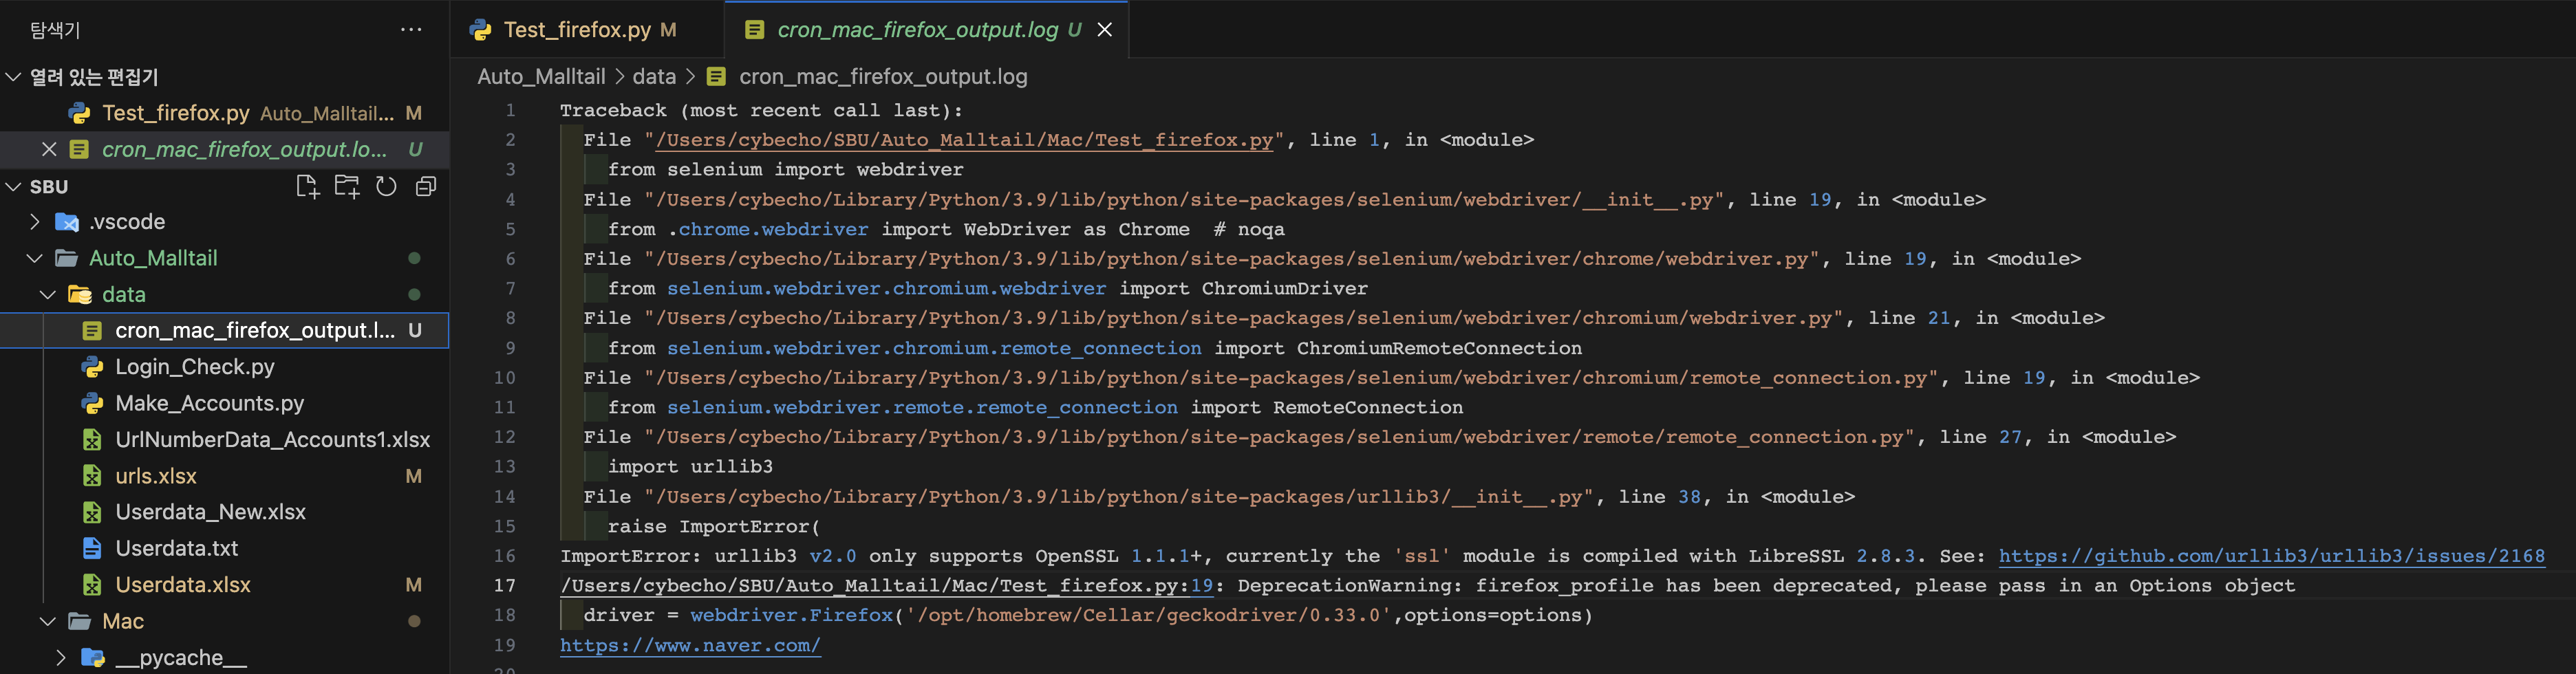 탐색기
···
열려 있는 편집기
Test_firefox.py Auto_Malltail... M
cron_mac_firefox_output.lo... U
SBU
.vscode
Auto_Malltail
data
cron_mac_firefox_output.l... U
Login_Check.py
Make_Accounts.py
UrlNumberData_Accounts1.xlsx
urls.xlsx M
Userdata_New.xlsx
Userdata.txt
Userdata.xlsx M
Mac
__pycache__
Test_firefox.py M
cron_mac_firefox_output.log U
Auto_Malltail > data > cron_mac_firefox_output.log
1 Traceback (most recent call last):
2 File "/Users/cybecho/SBU/Auto_Malltail/Mac/Test_firefox.py", line 1, in <module>
3 from selenium import webdriver
4 File "/Users/cybecho/Library/Python/3.9/lib/python/site-packages/selenium/webdriver/__init__.py", line 19, in <module>
5 from .chrome.webdriver import WebDriver as Chrome # noqa
6 File "/Users/cybecho/Library/Python/3.9/lib/python/site-packages/selenium/webdriver/chrome/webdriver.py", line 19, in <module>
7 from selenium.webdriver.chromium.webdriver import ChromiumDriver
8 File "/Users/cybecho/Library/Python/3.9/lib/python/site-packages/selenium/webdriver/chromium/webdriver.py", line 21, in <module>
9 from selenium.webdriver.chromium.remote_connection import ChromiumRemoteConnection
10 File "/Users/cybecho/Library/Python/3.9/lib/python/site-packages/selenium/webdriver/chromium/remote_connection.py", line 19, in <module>
11 from selenium.webdriver.remote.remote_connection import RemoteConnection
12 File "/Users/cybecho/Library/Python/3.9/lib/python/site-packages/selenium/webdriver/remote/remote_connection.py", line 27, in <module>
13 import urllib3
14 File "/Users/cybecho/Library/Python/3.9/lib/python/site-packages/urllib3/__init__.py", line 38, in <module>
15 raise ImportError(
16 ImportError: urllib3 v2.0 only supports OpenSSL 1.1.1+, currently the 'ssl' module is compiled with LibreSSL 2.8.3. See: https://github.com/urllib3/urllib3/issues/2168
17 /Users/cybecho/SBU/Auto_Malltail/Mac/Test_firefox.py:19: DeprecationWarning: firefox_profile has been deprecated, please pass in an Options object
18 driver = webdriver.Firefox('/opt/homebrew/Cellar/geckodriver/0.33.0',options=options)
19 https://www.naver.com/